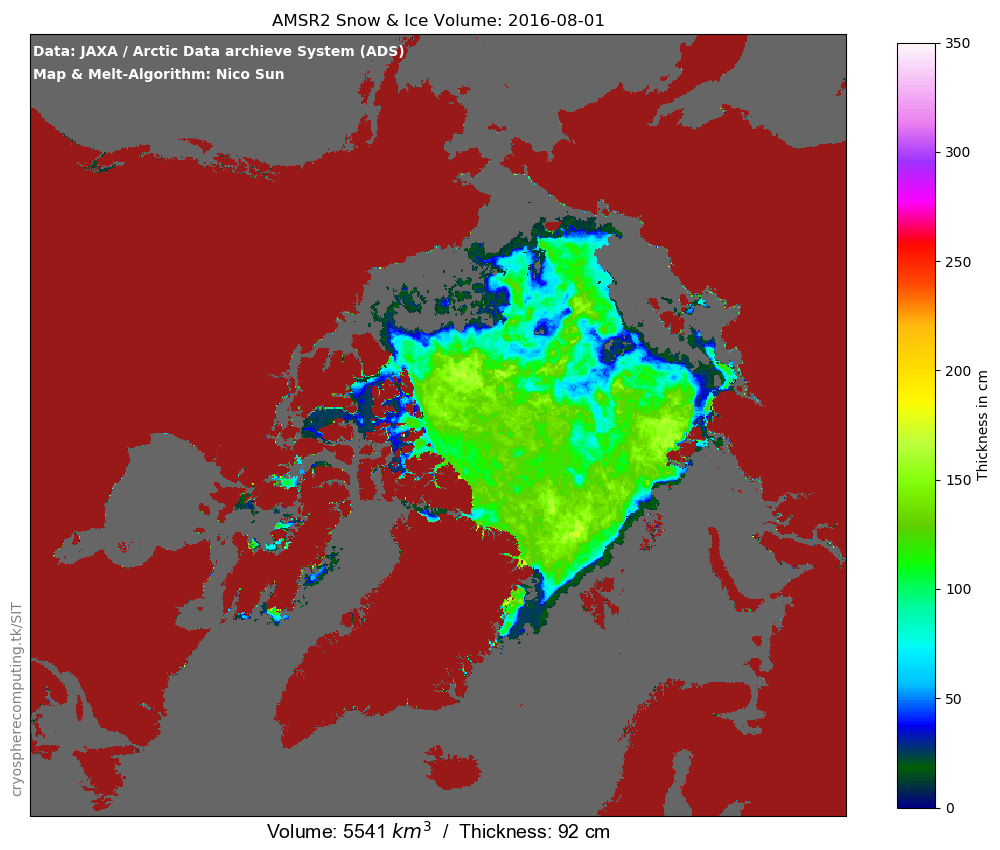 AMSR2 Snow & Ice Volume: 2016-08-01
Data: JAXA / Arctic Data archieve System (ADS)
Map & Melt-Algorithm: Nico Sun
350
300
250
200
150
100
50
0
Thickness in cm
cryospherecomputing.tk/SIT
Volume: 5541 km³ / Thickness: 92 cm